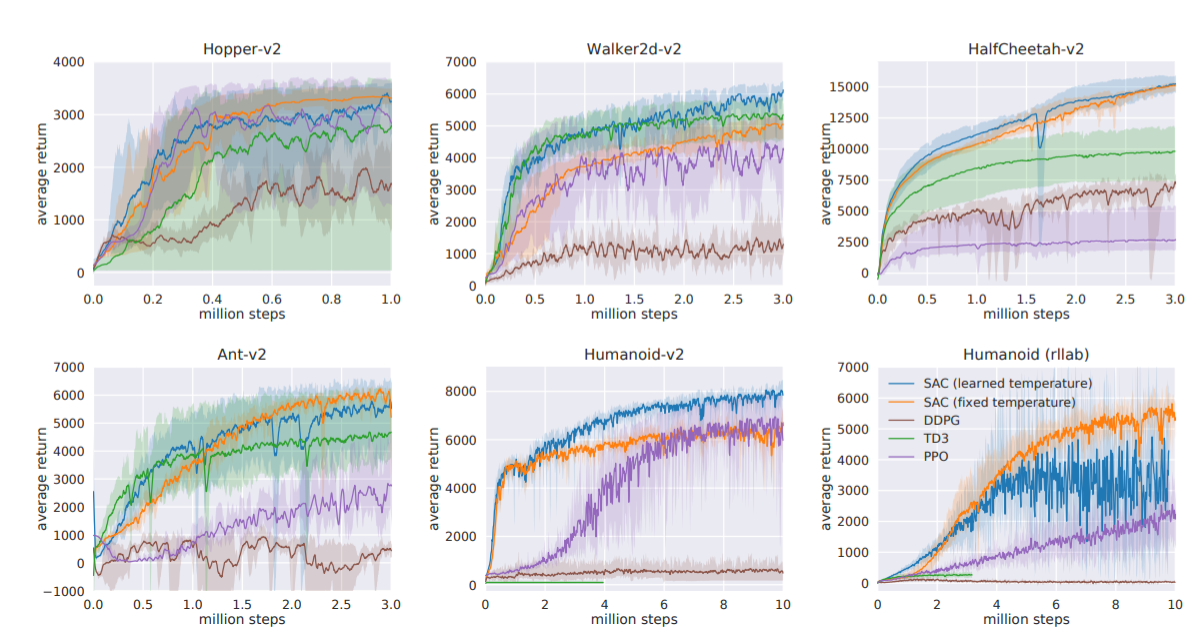 Hopper-v2
4000
3000
2000
1000
0
average return
0.0 0.2 0.4 0.6 0.8 1.0
million steps
Walker2d-v2
7000
6000
5000
4000
3000
2000
1000
0
average return
0.0 0.5 1.0 1.5 2.0 2.5 3.0
million steps
HalfCheetah-v2
15000
12500
10000
7500
5000
2500
0
average return
0.0 0.5 1.0 1.5 2.0 2.5 3.0
million steps
Ant-v2
7000
6000
5000
4000
3000
2000
1000
0
−1000
average return
0.0 0.5 1.0 1.5 2.0 2.5 3.0
million steps
Humanoid-v2
8000
6000
4000
2000
0
average return
0 2 4 6 8 10
million steps
Humanoid (rllab)
7000
6000
5000
4000
3000
2000
1000
0
average return
SAC (learned temperature)
SAC (fixed temperature)
DDPG
TD3
PPO
0 2 4 6 8 10
million steps